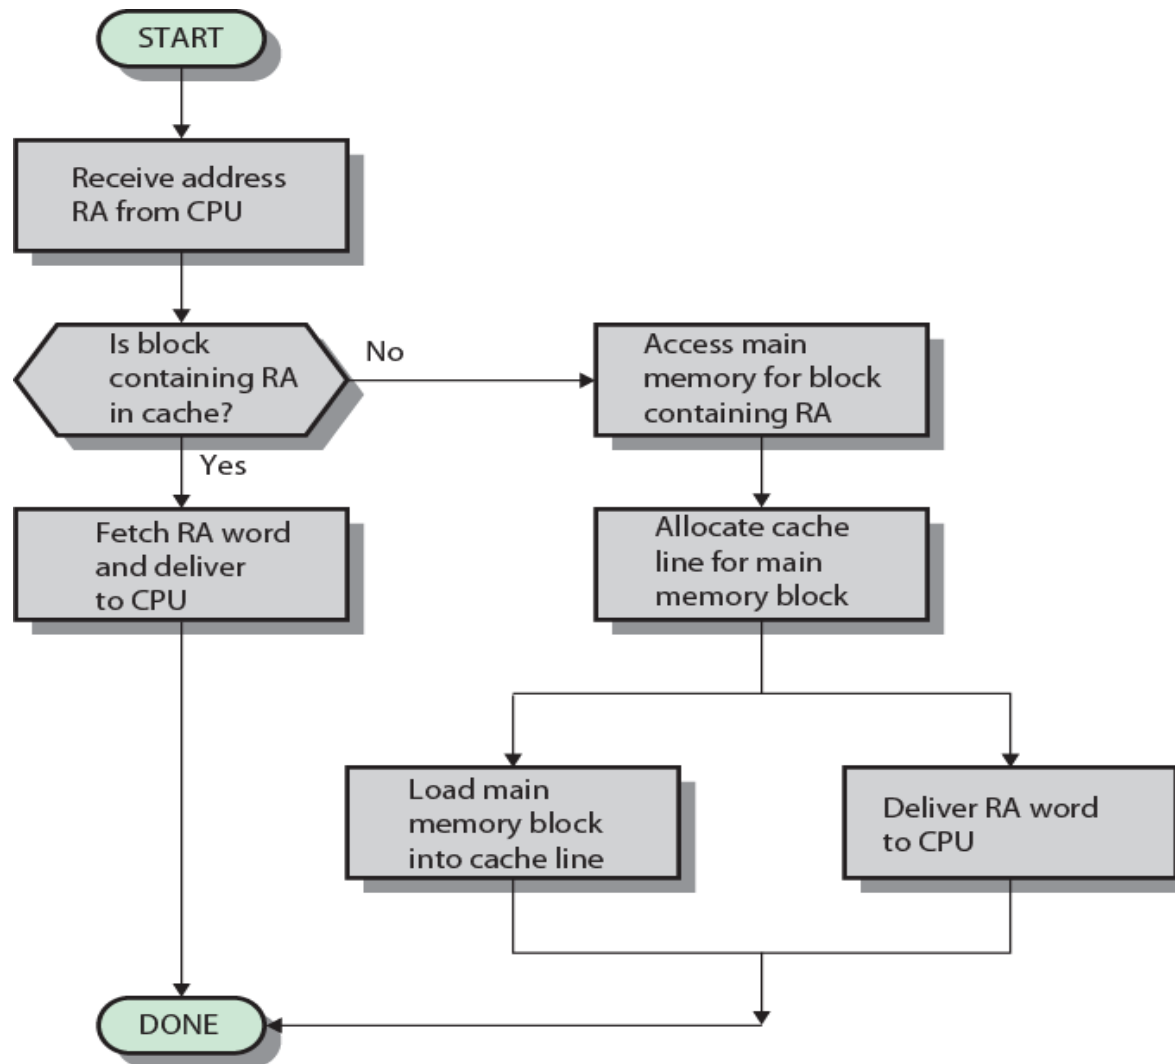 START
Receive address
RA from CPU
Is block
containing RA
in cache?
No
Access main
memory for block
containing RA
Yes
Fetch RA word
and deliver
to CPU
Allocate cache
line for main
memory block
Load main
memory block
into cache line
Deliver RA word
to CPU
DONE